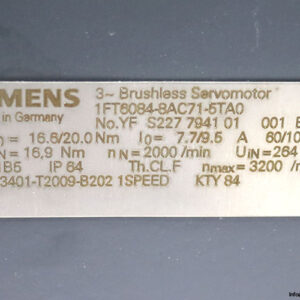 EMENS 3~ Brushless Servomotor
in Germany 1FT6084-8AC71-5TA0
No.YF S227 7941 01 001
= 16.6/20.0 Nm I0= 7.7/9.5 A 60/10
N = 16,9 Nm nN = 2000 /min UIN= 264
IB5 IP 64 Th.CL.F nmax= 3200 /
3401-T2009-B202 1SPEED KTY 84